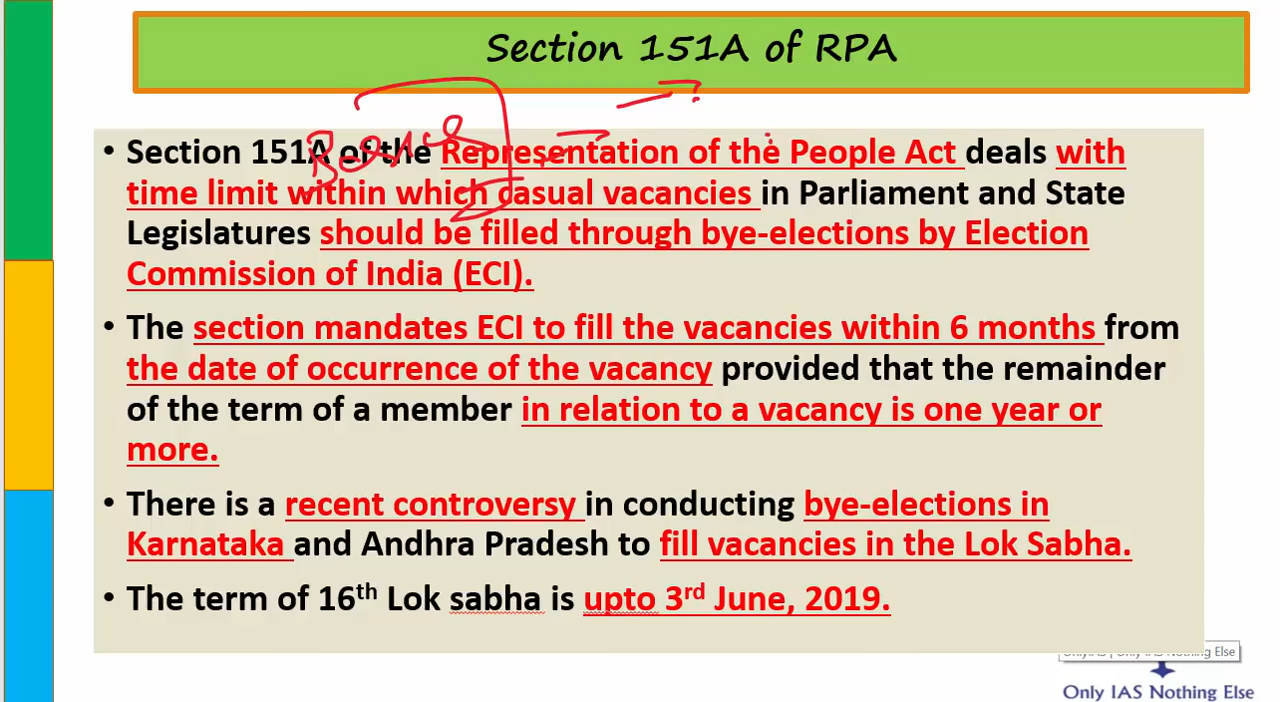 Section 151A of RPA
• Section 151A of the Representation of the People Act deals with
time limit within which casual vacancies in Parliament and State
Legislatures should be filled through bye-elections by Election
Commission of India (ECI).
• The section mandates ECI to fill the vacancies within 6 months from
the date of occurrence of the vacancy provided that the remainder
of the term of a member in relation to a vacancy is one year or
more.
• There is a recent controversy in conducting bye-elections in
Karnataka and Andhra Pradesh to fill vacancies in the Lok Sabha.
• The term of 16th Lok sabha is upto 3rd June, 2019.
OnlyIAS | Only IAS Nothing Else
Only IAS Nothing Else